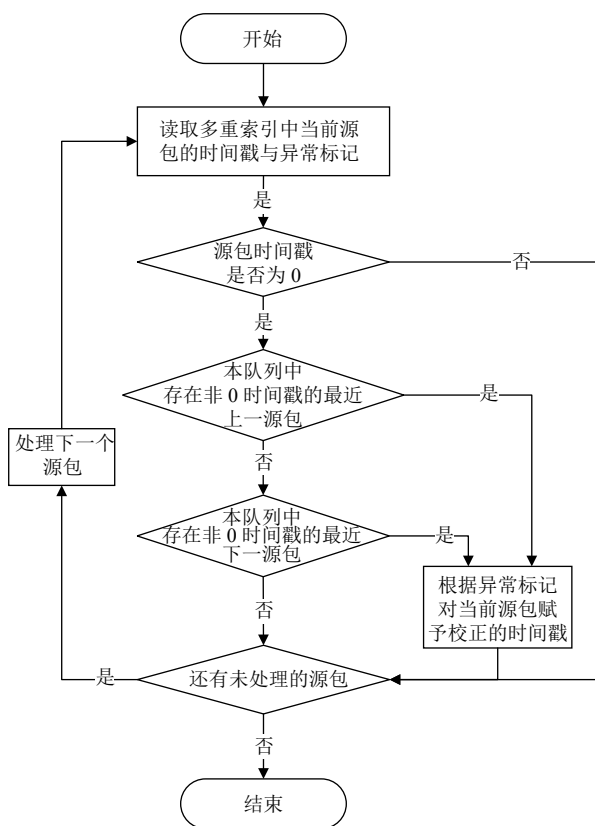 开始
读取多重索引中当前源
包的时间戳与异常标记
是
源包时间戳
是否为 0
否
是
本队列中
存在非 0 时间戳的最近
上一源包
是
处理下一个
源包
否
本队列中
存在非 0 时间戳的最近
下一源包
是
根据异常标记
对当前源包赋
予校正的时间戳
否
还有未处理的源包
是
否
结束